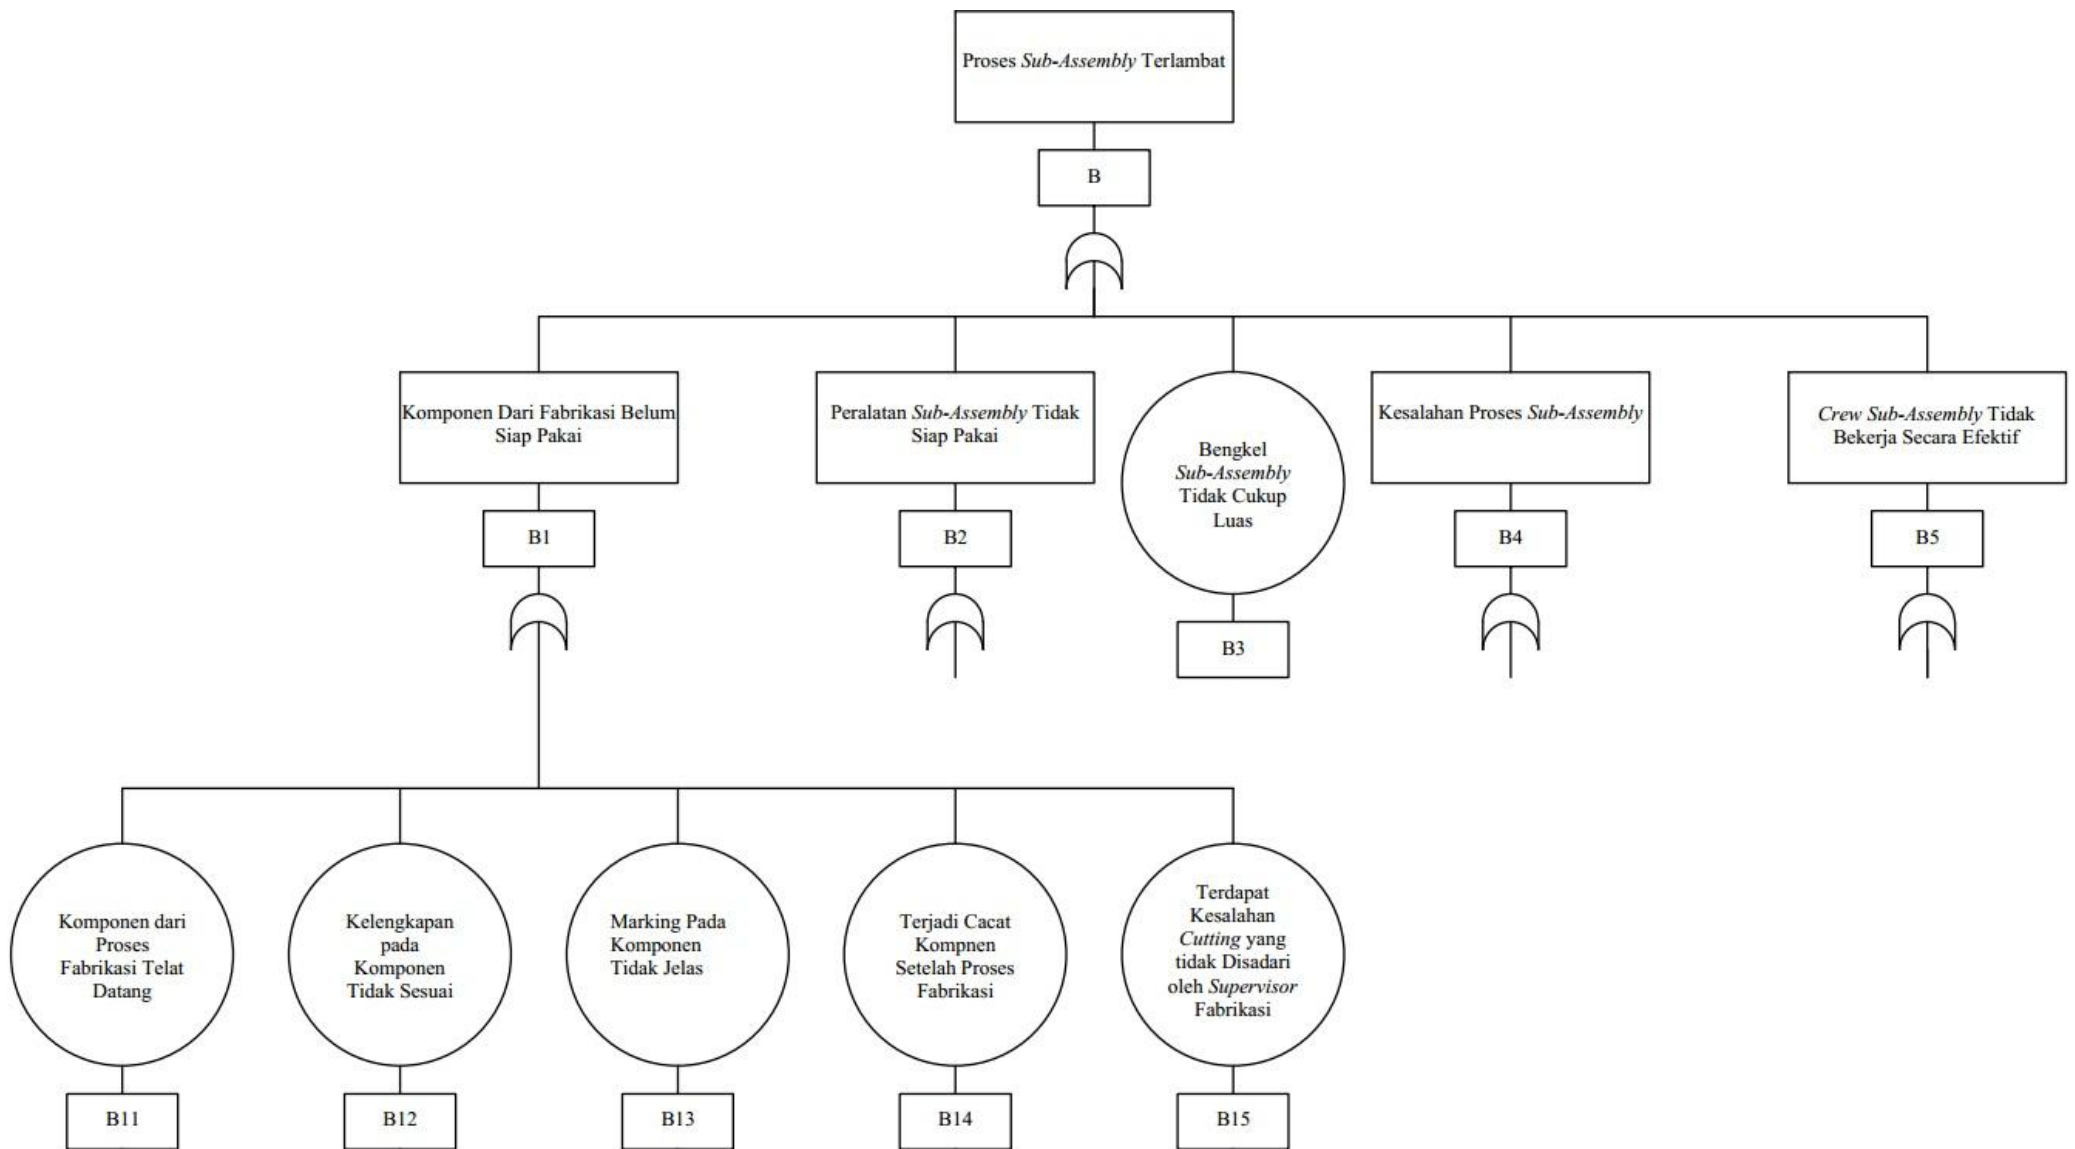 Proses Sub-Assembly Terlambat
B
Komponen Dari Fabrikasi Belum
Siap Pakai
B1
Peralatan Sub-Assembly Tidak
Siap Pakai
B2
Bengkel
Sub-Assembly
Tidak Cukup
Luas
B3
Kesalahan Proses Sub-Assembly
B4
Crew Sub-Assembly Tidak
Bekerja Secara Efektif
B5
Komponen dari
Proses
Fabrikasi Telat
Datang
B11
Kelengkapan
pada
Komponen
Tidak Sesuai
B12
Marking Pada
Komponen
Tidak Jelas
B13
Terjadi Cacat
Kompnen
Setelah Proses
Fabrikasi
B14
Terdapat
Kesalahan
Cutting yang
tidak Disadari
oleh Supervisor
Fabrikasi
B15